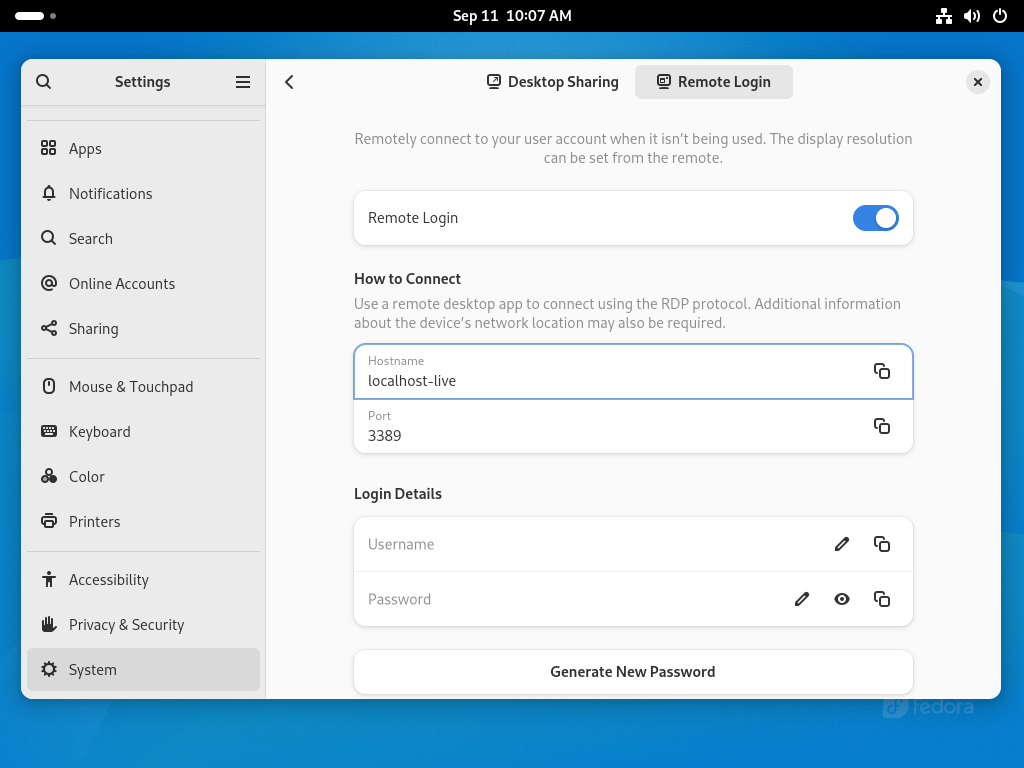 Sep 11 10:07 AM
Settings
Desktop Sharing
Remote Login
Apps
Notifications
Search
Online Accounts
Sharing
Mouse & Touchpad
Keyboard
Color
Printers
Accessibility
Privacy & Security
System
Remotely connect to your user account when it isn’t being used. The display resolution
can be set from the remote.
Remote Login
How to Connect
Use a remote desktop app to connect using the RDP protocol. Additional information
about the device’s network location may also be required.
Hostname
localhost-live
Port
3389
Login Details
Username
Password
Generate New Password
fedora